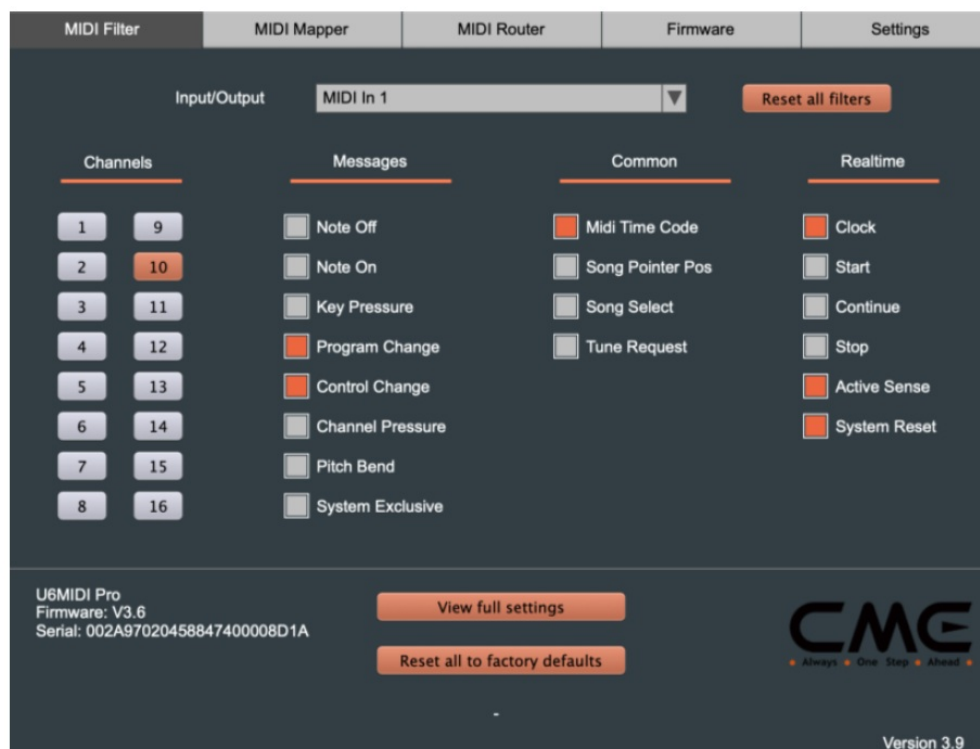 MIDI Filter
MIDI Mapper
MIDI Router
Firmware
Settings
Input/Output
MIDI In 1
Reset all filters
Channels
Messages
Common
Realtime
1
9
2
10
3
11
4
12
5
13
6
14
7
15
8
16
Note Off
Note On
Key Pressure
Program Change
Control Change
Channel Pressure
Pitch Bend
System Exclusive
Midi Time Code
Song Pointer Pos
Song Select
Tune Request
Clock
Start
Continue
Stop
Active Sense
System Reset
U6MIDI Pro
Firmware: V3.6
Serial: 002A97020458847400008D1A
View full settings
Reset all to factory defaults
-
CME
Always • One Step • Ahead
Version 3.9